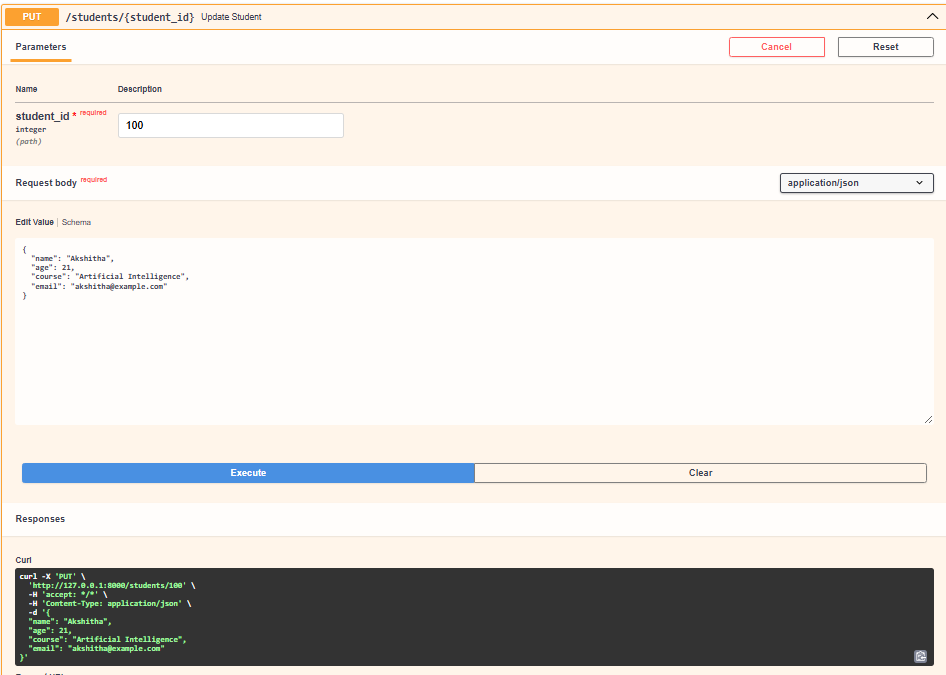 PUT /students/{student_id} Update Student
Parameters
Cancel
Reset
Name Description
student_id * required
integer
(path)
100
Request body required
application/json
Edit Value | Schema
{
  "name": "Akshitha",
  "age": 21,
  "course": "Artificial Intelligence",
  "email": "akshitha@example.com"
}
Execute
Clear
Responses
Curl
curl -X 'PUT' \
  'http://127.0.0.1:8000/students/100' \
  -H 'accept: */*' \
  -H 'Content-Type: application/json' \
  -d '{
  "name": "Akshitha",
  "age": 21,
  "course": "Artificial Intelligence",
  "email": "akshitha@example.com"
}'